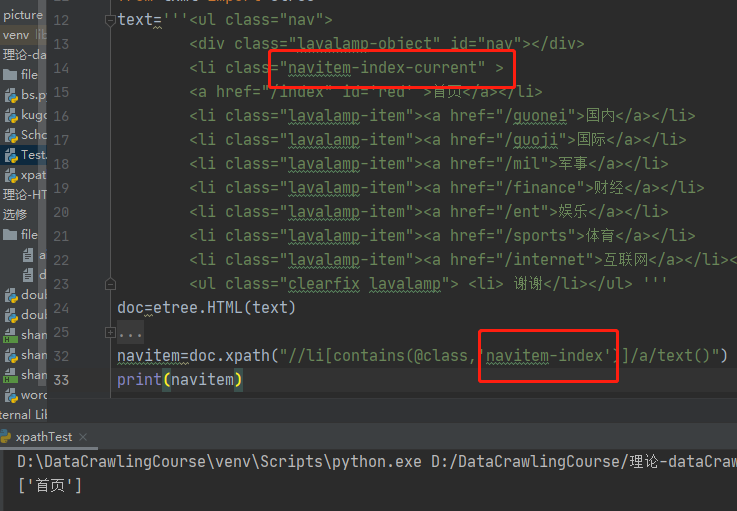 picture
venv
理论-da
file
bs.p
kugo
Scho
Test.
xpat
理论-HT
选修
file
a
d
doub
doub
shar
shar
shar
word
ternal Lib
12 text='''<ul class="nav">
13 <div class="lavalamp-object" id="nav"></div>
14 <li class="navitem-index-current" >
15 <a href="/index" id="red" >首页</a></li>
16 <li class="lavalamp-item"><a href="/guonei">国内</a></li>
17 <li class="lavalamp-item"><a href="/guoji">国际</a></li>
18 <li class="lavalamp-item"><a href="/mil">军事</a></li>
19 <li class="lavalamp-item"><a href="/finance">财经</a></li>
20 <li class="lavalamp-item"><a href="/ent">娱乐</a></li>
21 <li class="lavalamp-item"><a href="/sports">体育</a></li>
22 <li class="lavalamp-item"><a href="/internet">互联网</a></li><
23 <ul class="clearfix lavalamp"> <li> 谢谢</li></ul> '''
24 doc=etree.HTML(text)
25 ...
32 navitem=doc.xpath("//li[contains(@class,'navitem-index')]/a/text()")
33 print(navitem)
xpathTest ×
D:\DataCrawlingCourse\venv\Scripts\python.exe D:/DataCrawlingCourse/理论-dataCraw
['首页']